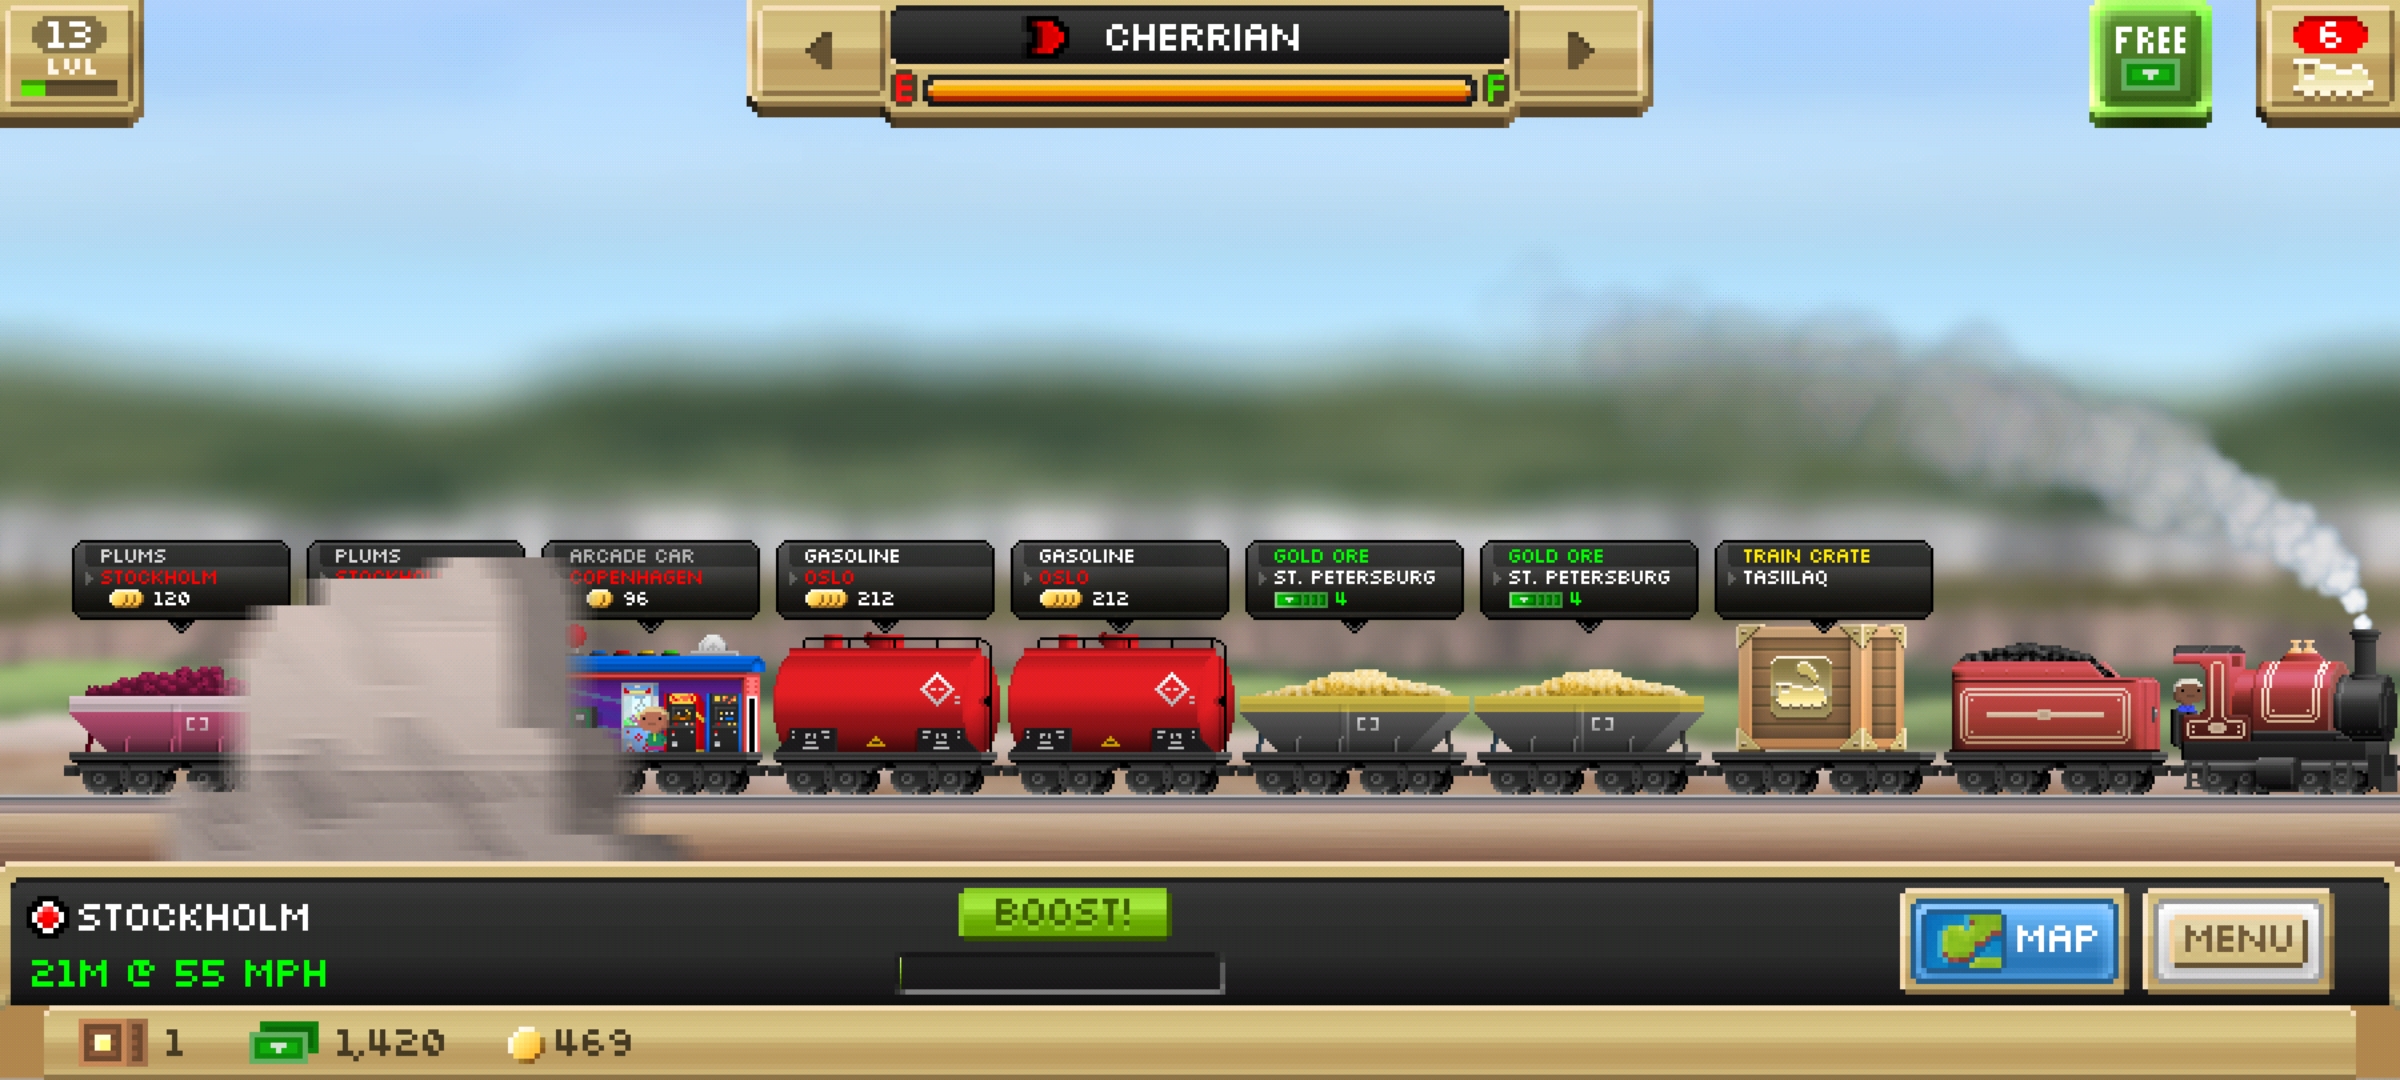 13
LVL
CHERRIAN
E
F
FREE
6
PLUMS
STOCKHOLM
120
PLUMS
ARCADE CAR
COPENHAGEN
96
GASOLINE
OSLO
212
GASOLINE
OSLO
212
GOLD ORE
ST. PETERSBURG
4
GOLD ORE
ST. PETERSBURG
4
TRAIN CRATE
TASIILAQ
STOCKHOLM
21M @ 55 MPH
BOOST!
MAP
MENU
1
1,420
469